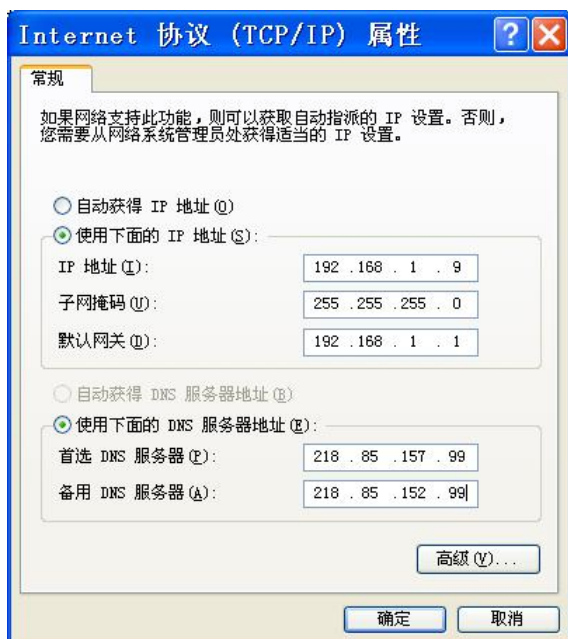 Internet 协议 (TCP/IP) 属性
常规
如果网络支持此功能，则可以获取自动指派的 IP 设置。否则，
您需要从网络系统管理员处获得适当的 IP 设置。
自动获得 IP 地址(O)
使用下面的 IP 地址(S):
IP 地址(I): 192 .168 . 1 . 9
子网掩码(U): 255 .255 .255 . 0
默认网关(D): 192 .168 . 1 . 1
自动获得 DNS 服务器地址(B)
使用下面的 DNS 服务器地址(E):
首选 DNS 服务器(P): 218 . 85 .157 . 99
备用 DNS 服务器(A): 218 . 85 .152 . 99
高级(V)...
确定 取消